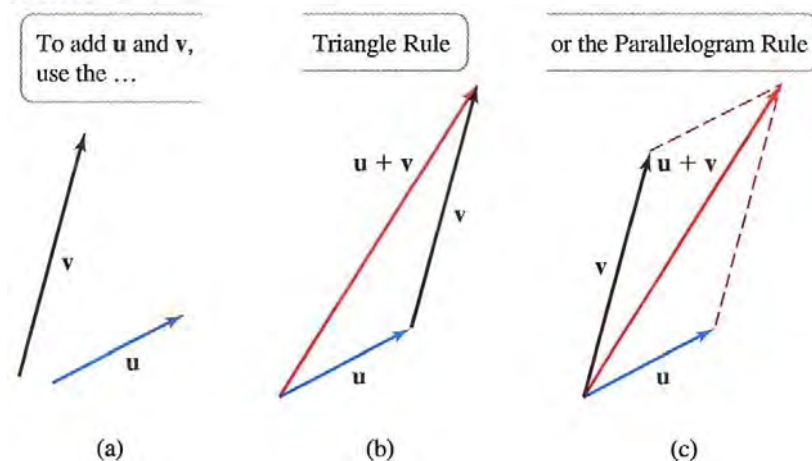 To add u and v,
use the …
Triangle Rule
or the Parallelogram Rule
v
u
u + v
v
u
u + v
v
u
(a)
(b)
(c)